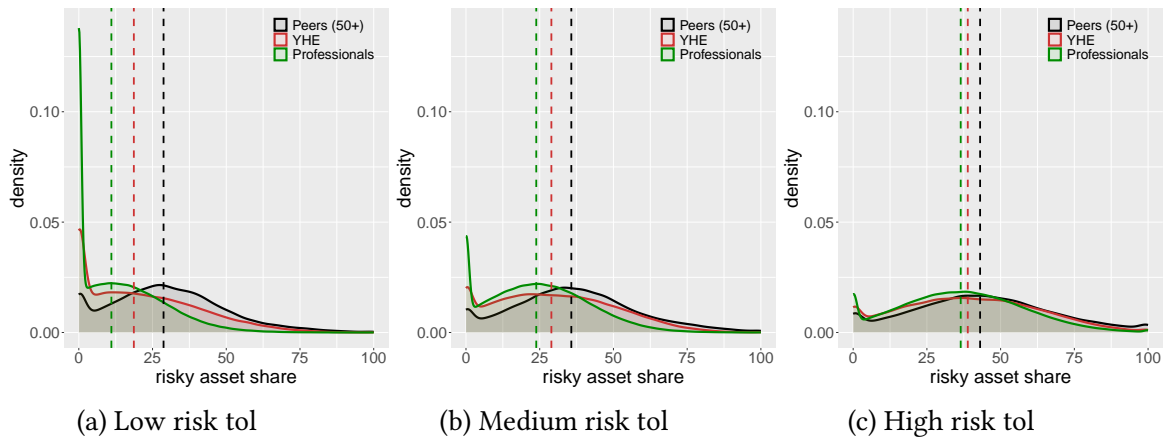 Peers (50+)
YHE
Professionals
0.10
0.05
0.00
density
0
25
50
75
100
risky asset share
(a) Low risk tol
Peers (50+)
YHE
Professionals
0.10
0.05
0.00
density
0
25
50
75
100
risky asset share
(b) Medium risk tol
Peers (50+)
YHE
Professionals
0.10
0.05
0.00
density
0
25
50
75
100
risky asset share
(c) High risk tol